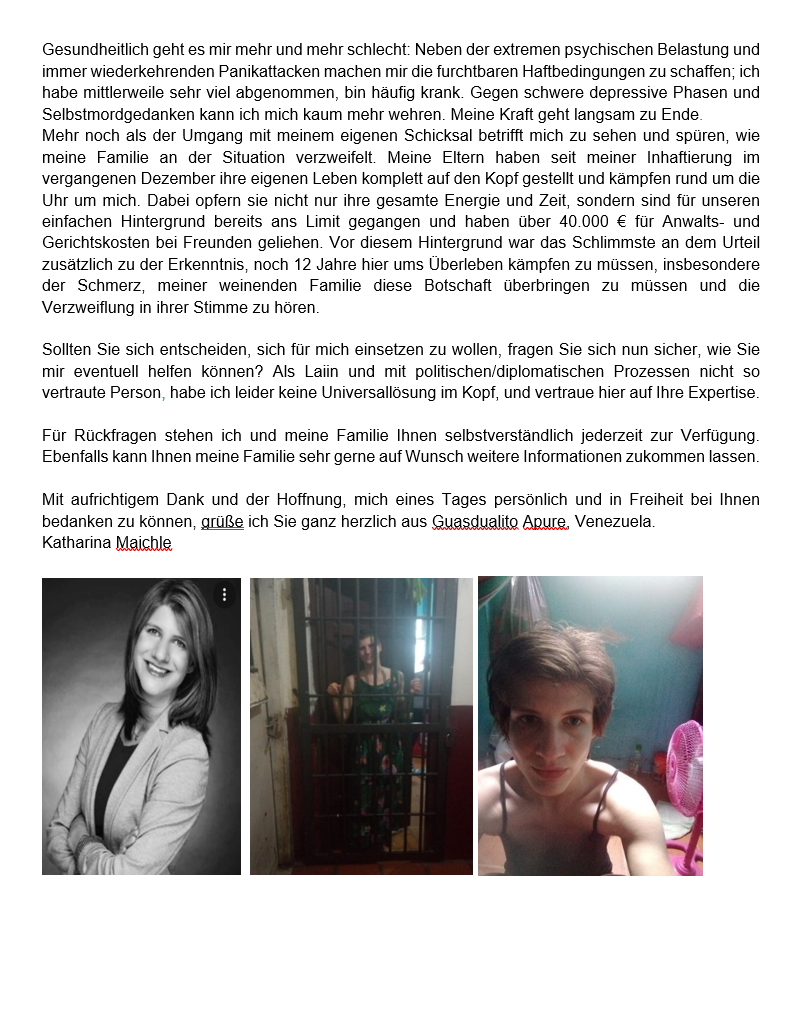 Gesundheitlich geht es mir mehr und mehr schlecht: Neben der extremen psychischen Belastung und
immer wiederkehrenden Panikattacken machen mir die furchtbaren Haftbedingungen zu schaffen; ich
habe mittlerweile sehr viel abgenommen, bin häufig krank. Gegen schwere depressive Phasen und
Selbstmordgedanken kann ich mich kaum mehr wehren. Meine Kraft geht langsam zu Ende.
Mehr noch als der Umgang mit meinem eigenen Schicksal betrifft mich zu sehen und spüren, wie
meine Familie an der Situation verzweifelt. Meine Eltern haben seit meiner Inhaftierung im
vergangenen Dezember ihre eigenen Leben komplett auf den Kopf gestellt und kämpfen rund um die
Uhr um mich. Dabei opfern sie nicht nur ihre gesamte Energie und Zeit, sondern sind für unseren
einfachen Hintergrund bereits ans Limit gegangen und haben über 40.000 € für Anwalts- und
Gerichtskosten bei Freunden geliehen. Vor diesem Hintergrund war das Schlimmste an dem Urteil
zusätzlich zu der Erkenntnis, noch 12 Jahre hier ums Überleben kämpfen zu müssen, insbesondere
der Schmerz, meiner weinenden Familie diese Botschaft überbringen zu müssen und die
Verzweiflung in ihrer Stimme zu hören.
Sollten Sie sich entscheiden, sich für mich einsetzen zu wollen, fragen Sie sich nun sicher, wie Sie
mir eventuell helfen können? Als Laiin und mit politischen/diplomatischen Prozessen nicht so
vertraute Person, habe ich leider keine Universallösung im Kopf, und vertraue hier auf Ihre Expertise.
Für Rückfragen stehen ich und meine Familie Ihnen selbstverständlich jederzeit zur Verfügung.
Ebenfalls kann Ihnen meine Familie sehr gerne auf Wunsch weitere Informationen zukommen lassen.
Mit aufrichtigem Dank und der Hoffnung, mich eines Tages persönlich und in Freiheit bei Ihnen
bedanken zu können, grüße ich Sie ganz herzlich aus Guasdualito Apure, Venezuela.
Katharina Maichle